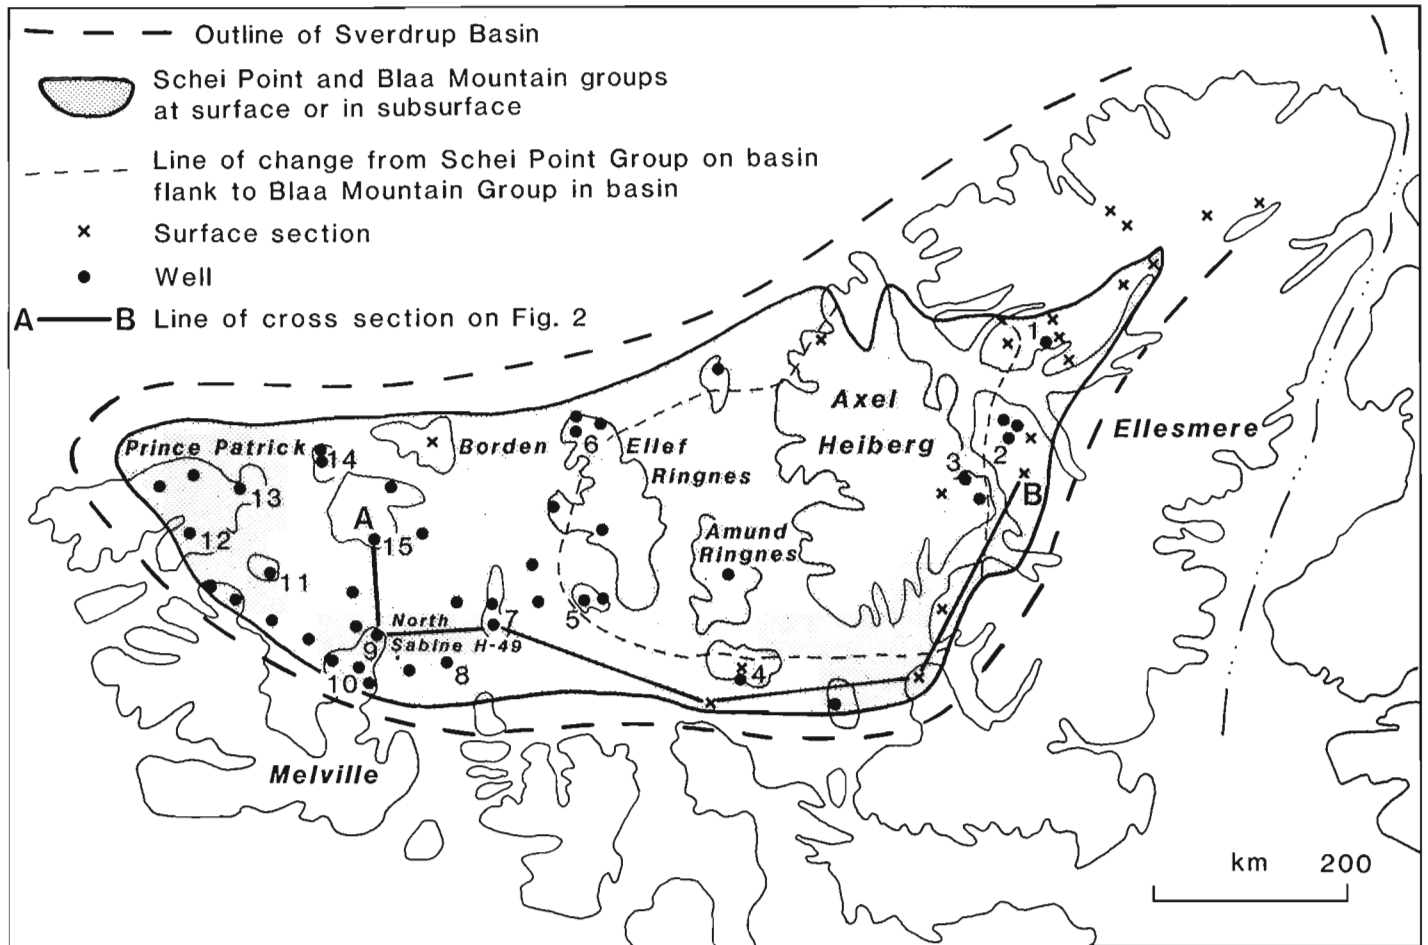 Outline of Sverdrup Basin
Schei Point and Blaa Mountain groups
at surface or in subsurface
Line of change from Schei Point Group on basin
flank to Blaa Mountain Group in basin
Surface section
Well
A B Line of cross section on Fig. 2
1
Axel
Heiberg
Ellesmere
Prince Patrick
14
Borden
6
Ellef
Ringnes
2
3
B
13
A
15
12
Amund
Ringnes
11
5
7
North
Sabine H-49
9
10
8
4
Melville
km 200